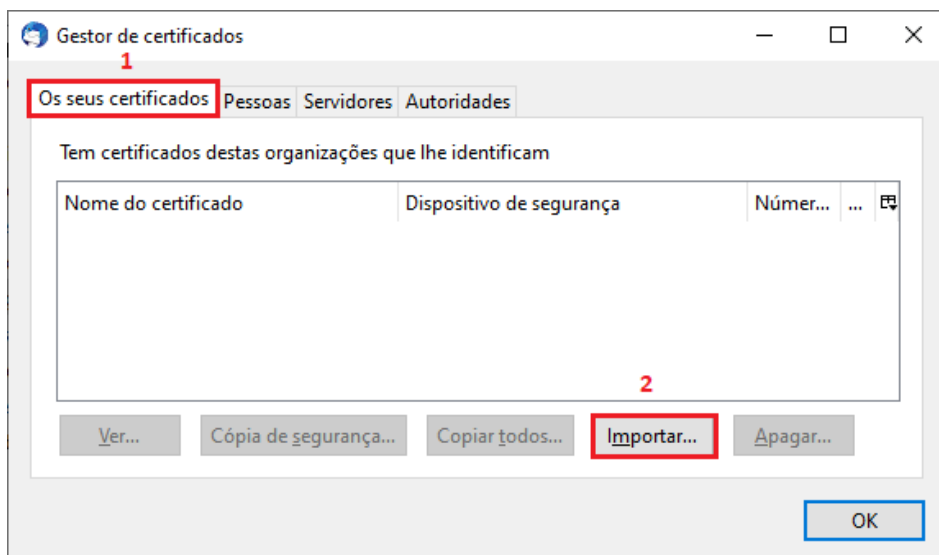 Gestor de certificados
1
Os seus certificados Pessoas Servidores Autoridades
Tem certificados destas organizações que lhe identificam
Nome do certificado Dispositivo de segurança Númer... ...
2
Ver... Cópia de segurança... Copiar todos... Importar... Apagar...
OK